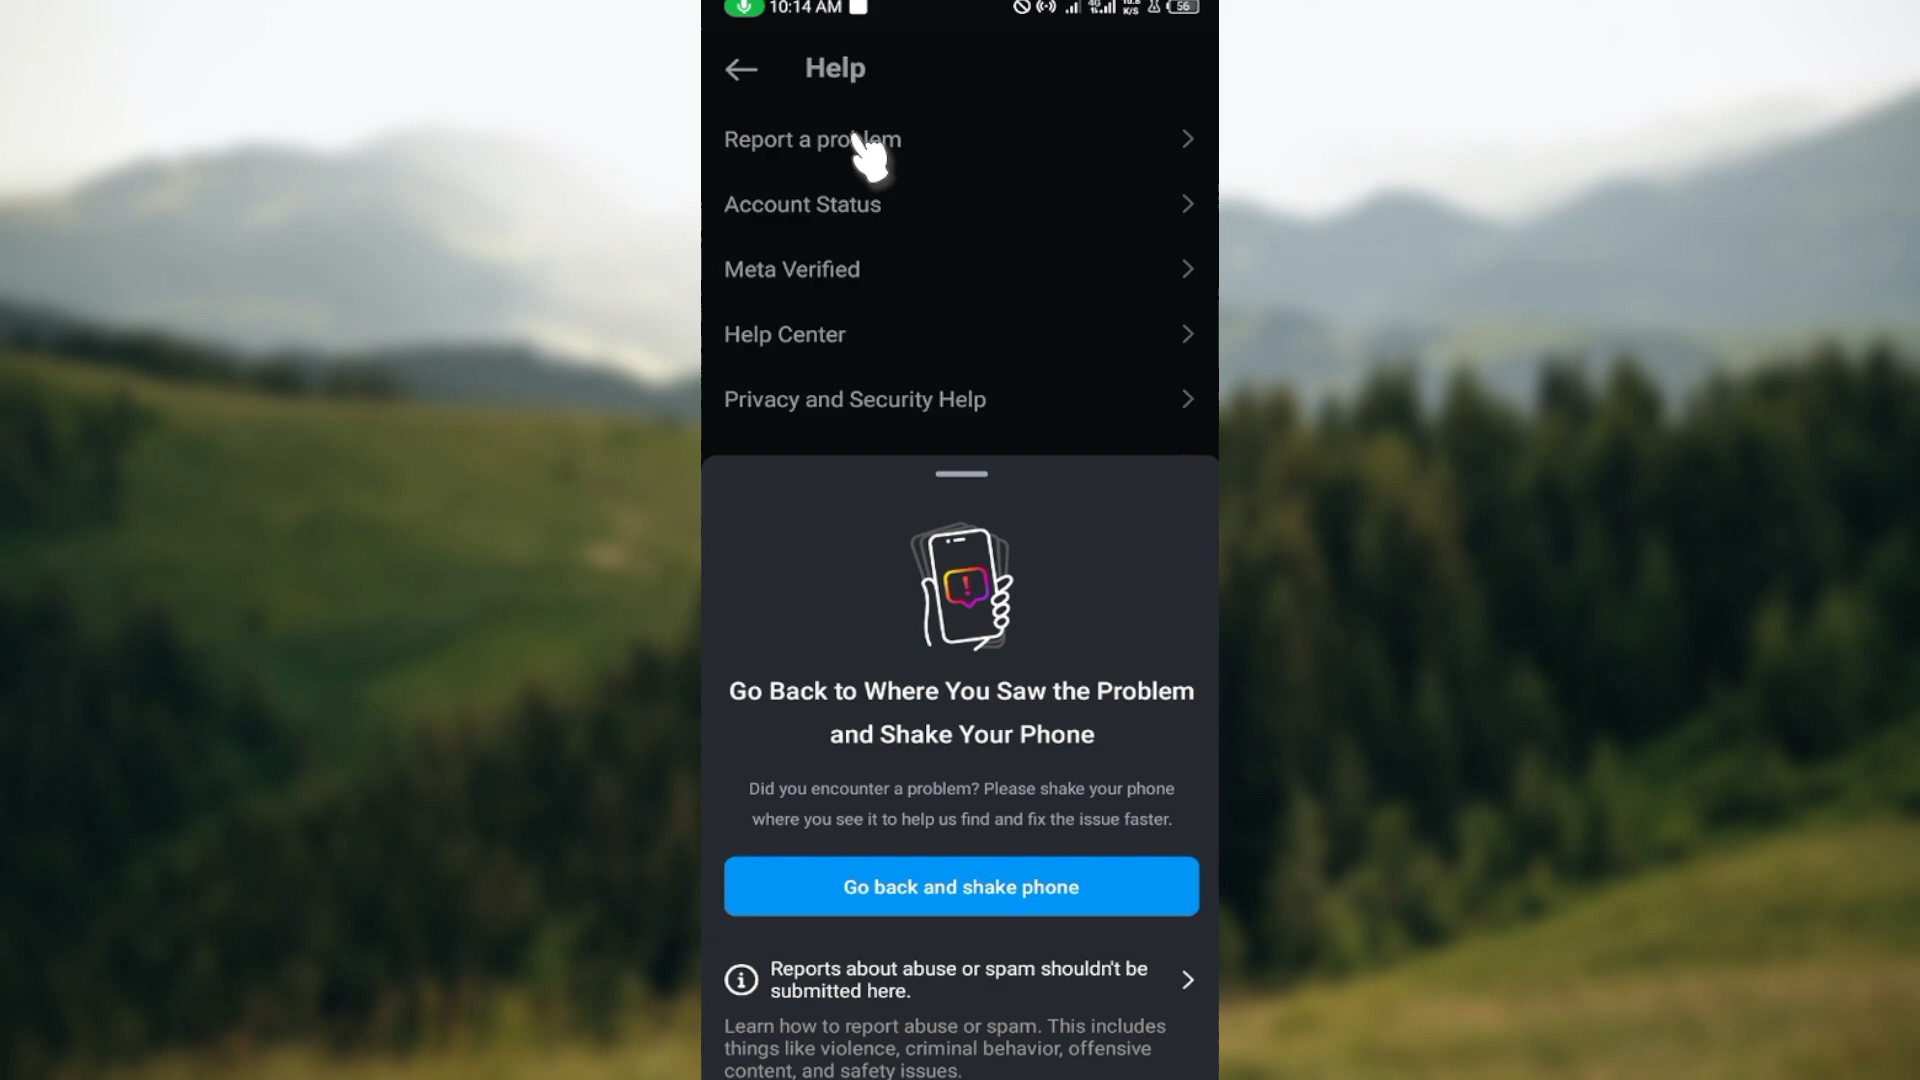 10:14 AM
56
Help
Report a problem
Account Status
Meta Verified
Help Center
Privacy and Security Help
Go Back to Where You Saw the Problem
and Shake Your Phone
Did you encounter a problem? Please shake your phone
where you see it to help us find and fix the issue faster.
Go back and shake phone
Reports about abuse or spam shouldn't be
submitted here.
Learn how to report abuse or spam. This includes
things like violence, criminal behavior, offensive
content, and safety issues.